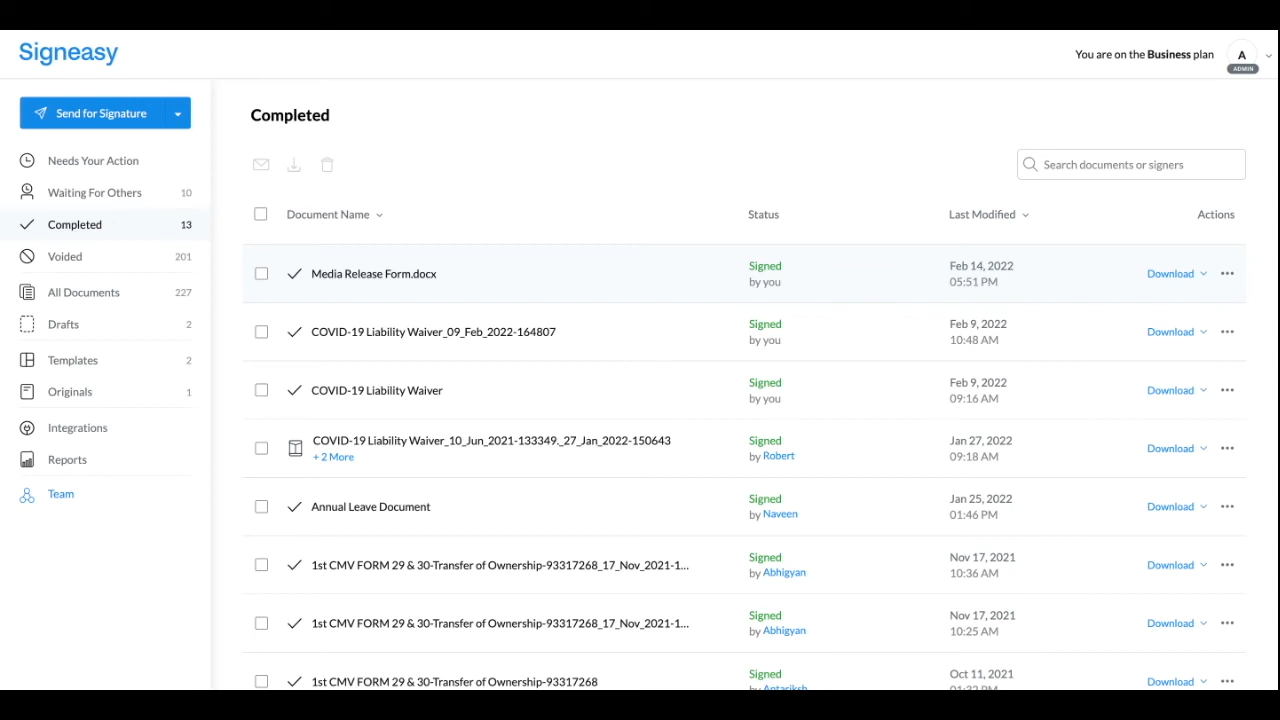 Signeasy
You are on the Business plan
A
ADMIN
Send for Signature
Needs Your Action
Waiting For Others 10
Completed 13
Voided 201
All Documents 227
Drafts 2
Templates 2
Originals 1
Integrations
Reports
Team
Completed
Search documents or signers
Document Name Status Last Modified Actions
Media Release Form.docx
Signed
by you
Feb 14, 2022
05:51 PM
Download
COVID-19 Liability Waiver_09_Feb_2022-164807
Signed
by you
Feb 9, 2022
10:48 AM
Download
COVID-19 Liability Waiver
Signed
by you
Feb 9, 2022
09:16 AM
Download
COVID-19 Liability Waiver_10_Jun_2021-133349._27_Jan_2022-150643
+ 2 More
Signed
by Robert
Jan 27, 2022
09:18 AM
Download
Annual Leave Document
Signed
by Naveen
Jan 25, 2022
01:46 PM
Download
1st CMV FORM 29 & 30-Transfer of Ownership-93317268_17_Nov_2021-1...
Signed
by Abhigyan
Nov 17, 2021
10:36 AM
Download
1st CMV FORM 29 & 30-Transfer of Ownership-93317268_17_Nov_2021-1...
Signed
by Abhigyan
Nov 17, 2021
10:25 AM
Download
1st CMV FORM 29 & 30-Transfer of Ownership-93317268
Signed
by Antariksh
Oct 11, 2021
01:32 PM
Download